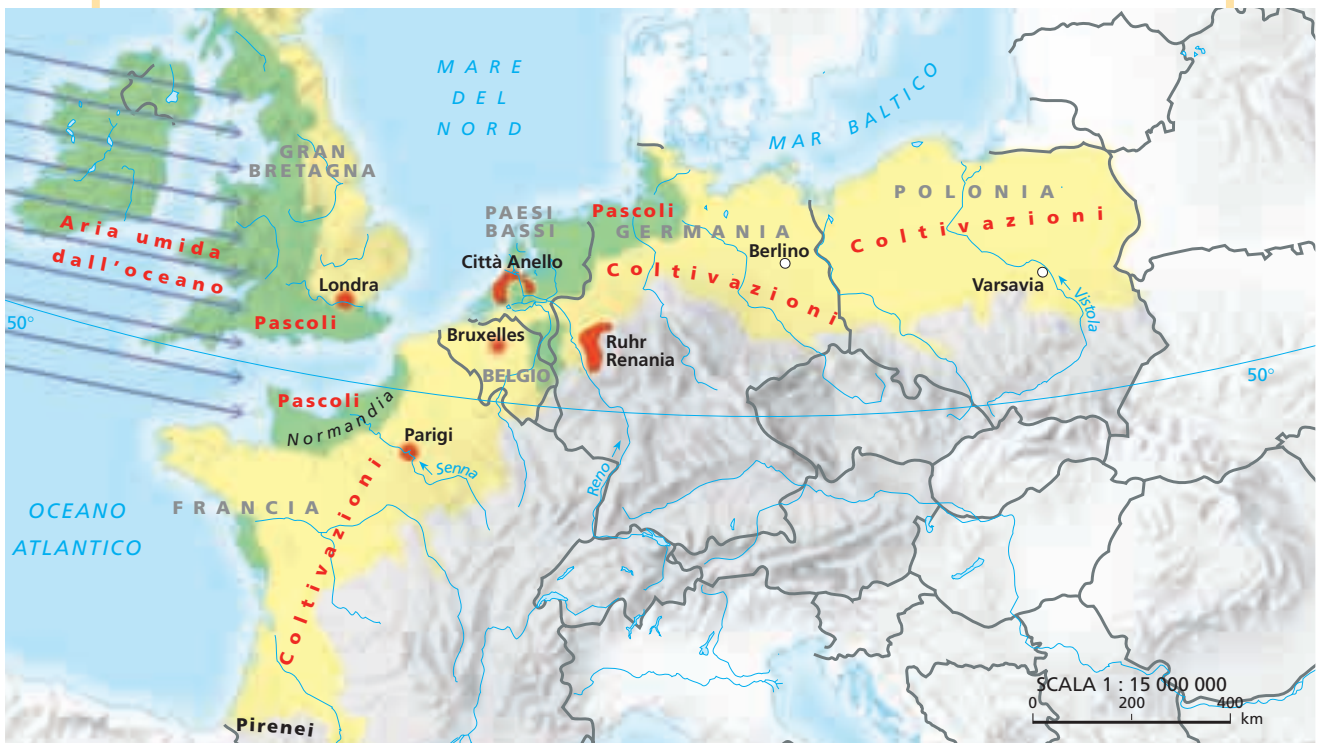 MARE
DEL
NORD
MAR BALTICO
GRAN
BRETAGNA
PAESI
BASSI
Pascoli
GERMANIA
POLONIA
Coltivazioni
Aria umida
dall'oceano
Città Anello
Berlino
Coltivazioni
Varsavia
Vistola
Londra
Pascoli
50°
Bruxelles
Ruhr
Renania
BELGIO
50°
Pascoli
Normandia
Parigi
Senna
Reno
FRANCIA
OCEANO
ATLANTICO
Coltivazioni
Pirenei
SCALA 1 : 15 000 000
0 200 400
km